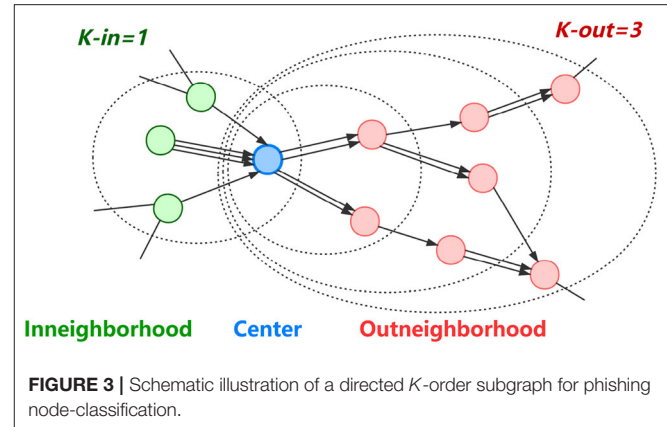 K-in=1
K-out=3
Inneighborhood
Center
Outneighborhood
FIGURE 3 | Schematic illustration of a directed K-order subgraph for phishing
node-classification.